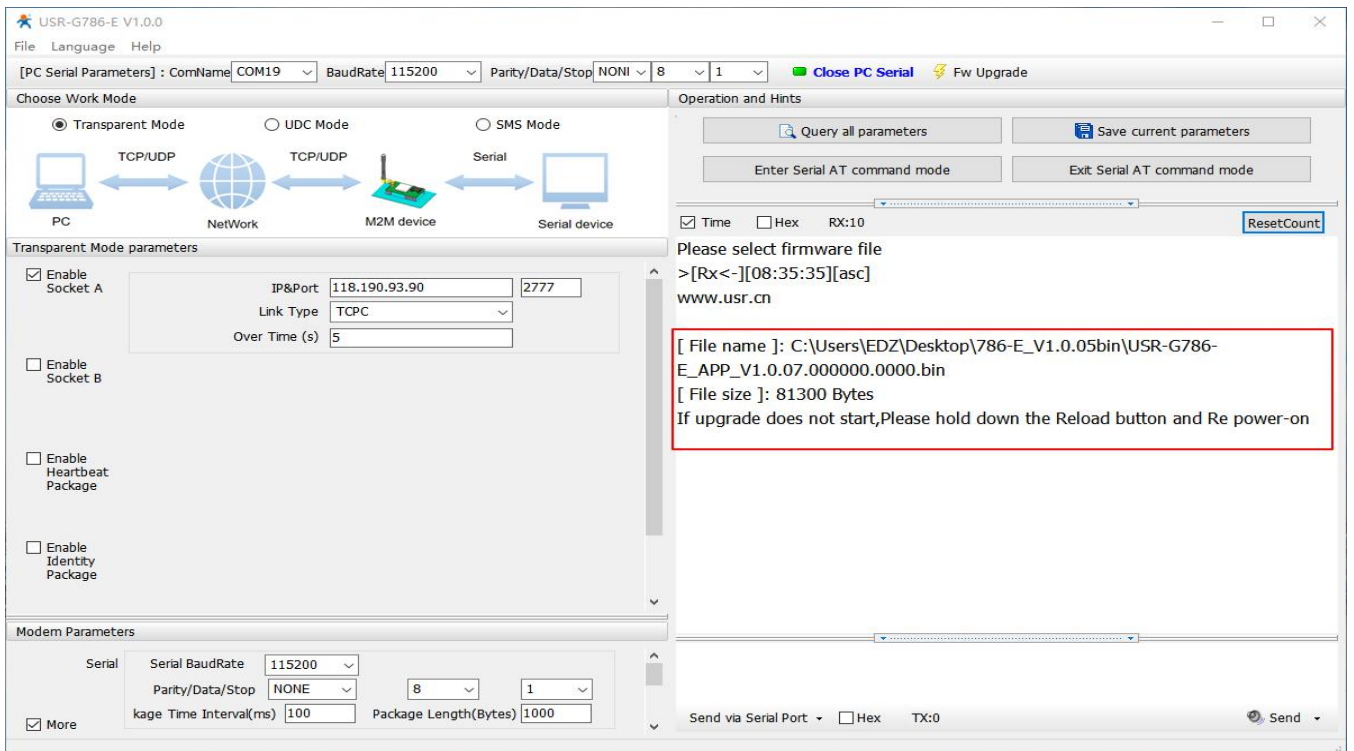 USR-G786-E V1.0.0
File Language Help
[PC Serial Parameters] : ComName COM19 BaudRate 115200 Parity/Data/Stop NONI 8 1 Close PC Serial Fw Upgrade
Choose Work Mode
Transparent Mode UDC Mode SMS Mode
TCP/UDP TCP/UDP Serial
PC NetWork M2M device Serial device
Transparent Mode parameters
Enable
Socket A
IP&Port 118.190.93.90 2777
Link Type TCPC
Over Time (s) 5
Enable
Socket B
Enable
Heartbeat
Package
Enable
Identity
Package
Modem Parameters
Serial Serial BaudRate 115200
Parity/Data/Stop NONE 8 1
kage Time Interval(ms) 100 Package Length(Bytes) 1000
More
Operation and Hints
Query all parameters Save current parameters
Enter Serial AT command mode Exit Serial AT command mode
Time Hex RX:10 ResetCount
Please select firmware file
>[Rx<-][08:35:35][asc]
www.usr.cn
[ File name ]: C:\Users\EDZ\Desktop\786-E_V1.0.05bin\USR-G786-
E_APP_V1.0.07.000000.0000.bin
[ File size ]: 81300 Bytes
If upgrade does not start,Please hold down the Reload button and Re power-on
Send via Serial Port Hex TX:0 Send